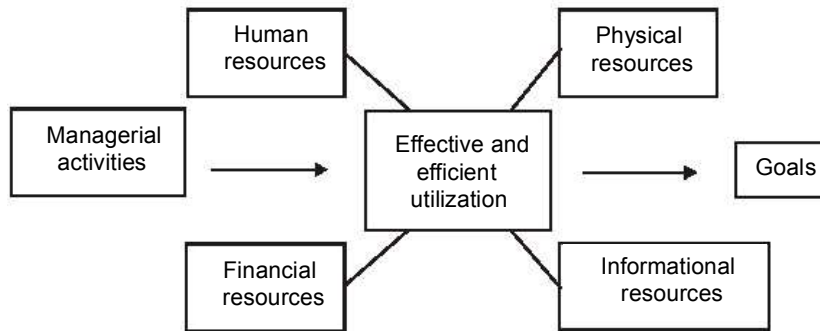 Human
resources
Physical
resources
Managerial
activities
Effective and
efficient
utilization
Goals
Financial
resources
Informational
resources